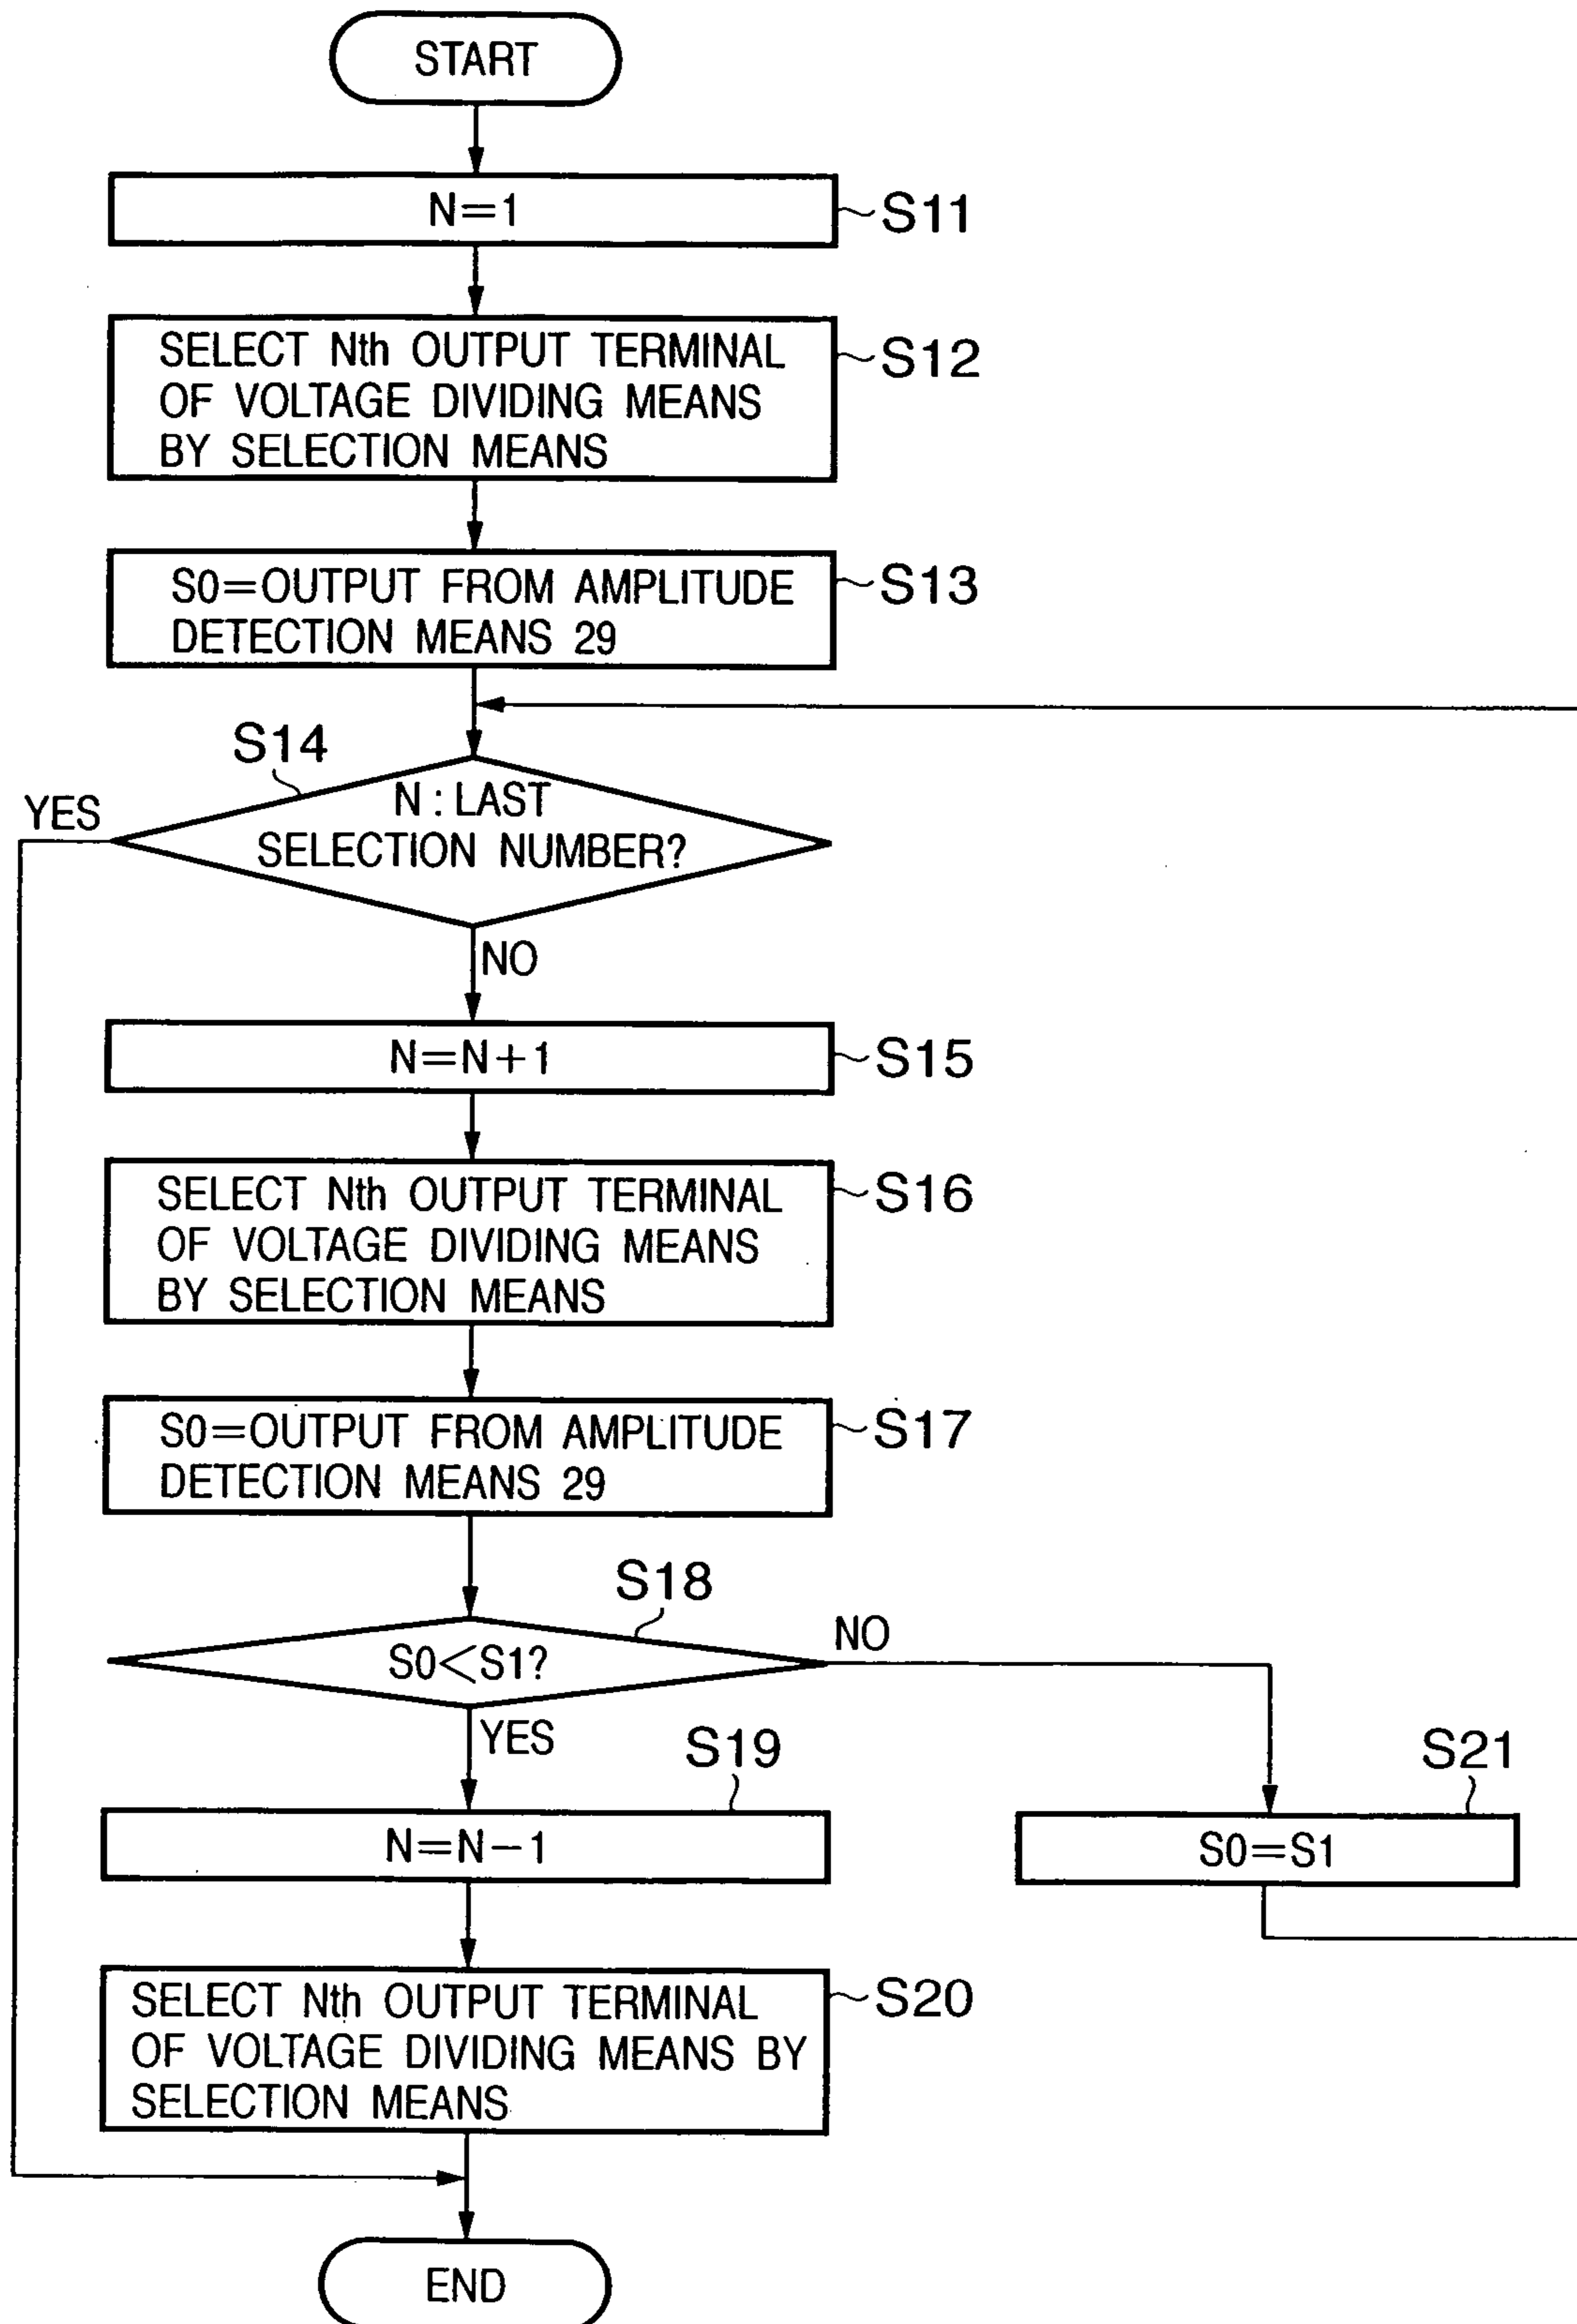 START
N=1
S11
SELECT Nth OUTPUT TERMINAL
OF VOLTAGE DIVIDING MEANS
BY SELECTION MEANS
S12
S0=OUTPUT FROM AMPLITUDE
DETECTION MEANS 29
S13
S14
YES
N : LAST
SELECTION NUMBER?
NO
N=N+1
S15
SELECT Nth OUTPUT TERMINAL
OF VOLTAGE DIVIDING MEANS
BY SELECTION MEANS
S16
S0=OUTPUT FROM AMPLITUDE
DETECTION MEANS 29
S17
S18
S0<S1?
NO
YES
S19
N=N-1
S21
S0=S1
SELECT Nth OUTPUT TERMINAL
OF VOLTAGE DIVIDING MEANS BY
SELECTION MEANS
S20
END